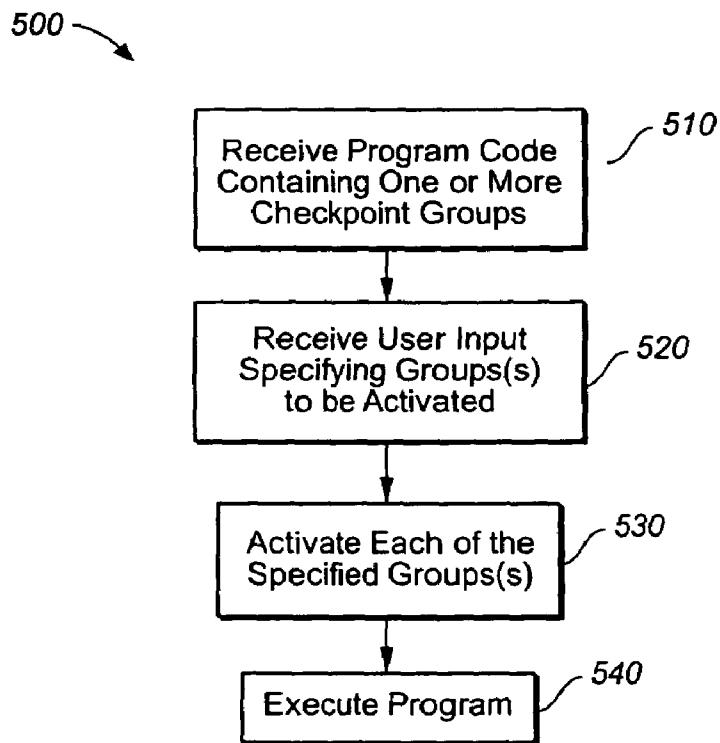 500
Receive Program Code
Containing One or More
Checkpoint Groups
510
Receive User Input
Specifying Groups(s)
to be Activated
520
Activate Each of the
Specified Groups(s)
530
Execute Program
540